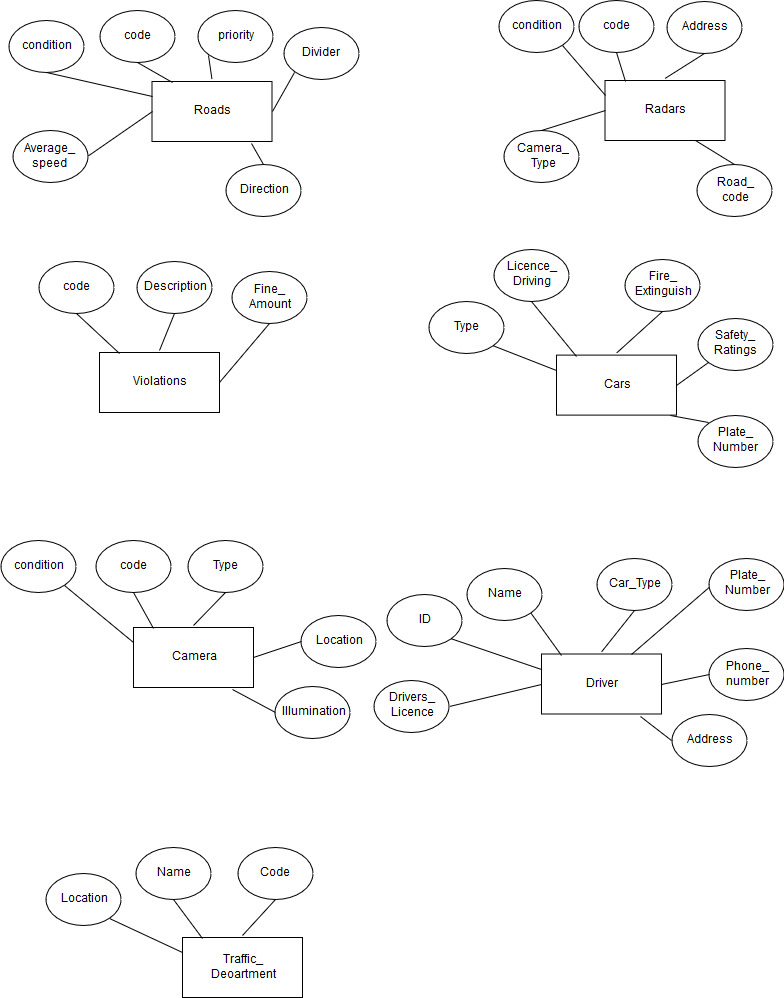 condition
code
priority
Divider
Roads
Average_
speed
Direction
condition
code
Address
Radars
Camera_
Type
Road_
code
code
Description
Fine_
Amount
Violations
Licence_
Driving
Fire_
Extinguish
Type
Safety_
Ratings
Cars
Plate_
Number
condition
code
Type
Camera
Location
Illumination
ID
Name
Car_Type
Plate_
Number
Driver
Phone_
number
Drivers_
Licence
Address
Location
Name
Code
Traffic_
Deoartment